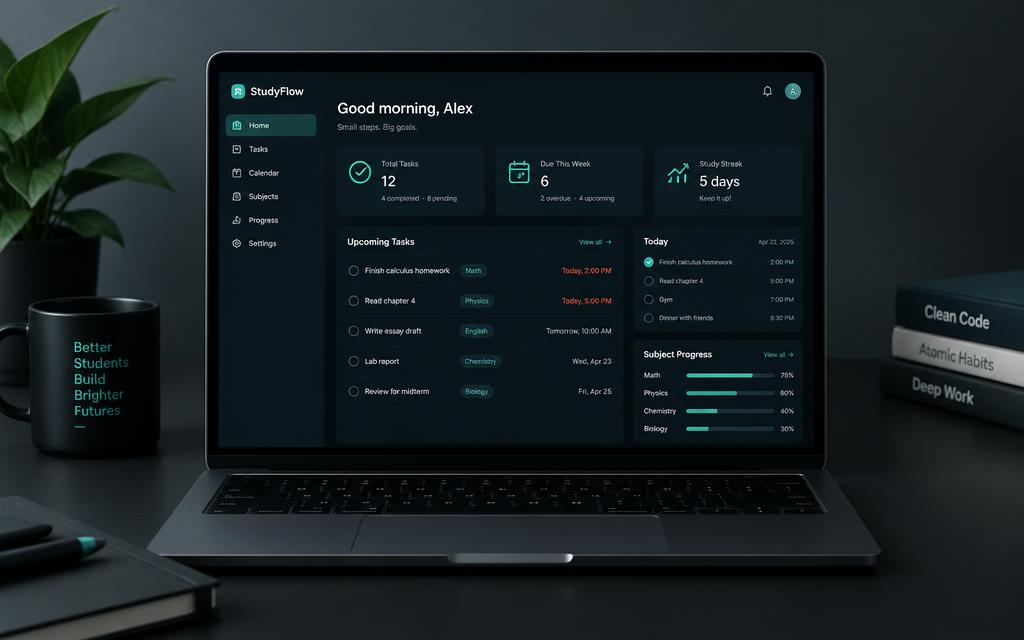 StudyFlow
Home
Tasks
Calendar
Subjects
Progress
Settings
Good morning, Alex
Small steps. Big goals.
A
Total Tasks
12
4 completed · 8 pending
Due This Week
6
2 overdue · 4 upcoming
Study Streak
5 days
Keep it up!
Upcoming Tasks
View all →
Finish calculus homework Math Today, 2:00 PM
Read chapter 4 Physics Today, 5:00 PM
Write essay draft English Tomorrow, 10:00 AM
Lab report Chemistry Wed, Apr 23
Review for midterm Biology Fri, Apr 25
Today Apr 22, 2025
Finish calculus homework 2:00 PM
Read chapter 4 5:00 PM
Gym 7:00 PM
Dinner with friends 8:30 PM
Subject Progress View all →
Math 75%
Physics 60%
Chemistry 40%
Biology 30%
Better
Students
Build
Brighter
Futures
Clean Code
Atomic Habits
Deep Work